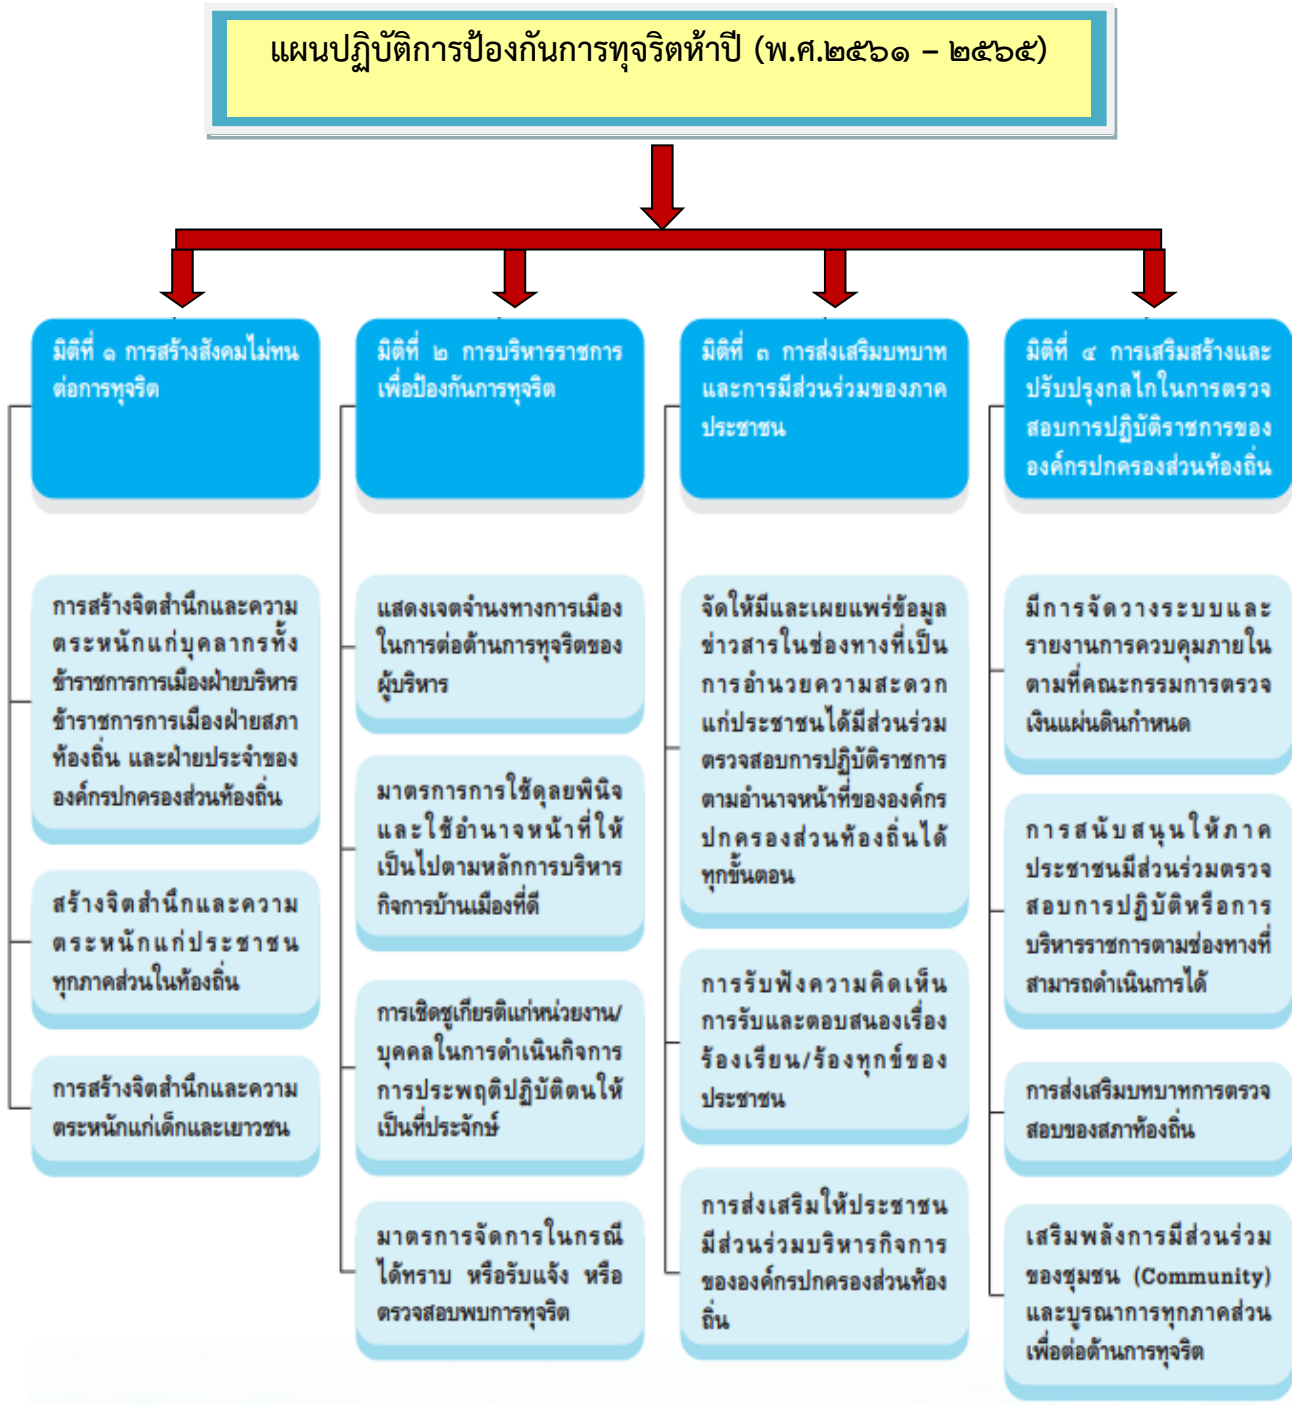 แผนปฏิบัติการป้องกันการทุจริตห้าปี (พ.ศ.๒๕๖๑ – ๒๕๖๕)
มิติที่ ๑ การสร้างสังคมไม่ทน
ต่อการทุจริต
การสร้างจิตสำนึกและความ
ตระหนักแก่บุคลากรทั้ง
ข้าราชการการเมืองฝ่ายบริหาร
ข้าราชการการเมืองฝ่ายสภา
ท้องถิ่น และฝ่ายประจำของ
องค์กรปกครองส่วนท้องถิ่น
สร้างจิตสำนึกและความ
ตระหนักแก่ประชาชน
ทุกภาคส่วนในท้องถิ่น
การสร้างจิตสำนึกและความ
ตระหนักแก่เด็กและเยาวชน
มิติที่ ๒ การบริหารราชการ
เพื่อป้องกันการทุจริต
แสดงเจตจำนงทางการเมือง
ในการต่อต้านการทุจริตของ
ผู้บริหาร
มาตรการการใช้ดุลยพินิจ
และใช้อำนาจหน้าที่ให้
เป็นไปตามหลักการบริหาร
กิจการบ้านเมืองที่ดี
การเชิดชูเกียรติแก่หน่วยงาน/
บุคคลในการดำเนินกิจการ
การประพฤติปฏิบัติตนให้
เป็นที่ประจักษ์
มาตรการจัดการในกรณี
ได้ทราบ หรือรับแจ้ง หรือ
ตรวจสอบพบการทุจริต
มิติที่ ๓ การส่งเสริมบทบาท
และการมีส่วนร่วมของภาค
ประชาชน
จัดให้มีและเผยแพร่ข้อมูล
ข่าวสารในช่องทางที่เป็น
การอำนวยความสะดวก
แก่ประชาชนได้มีส่วนร่วม
ตรวจสอบการปฏิบัติราชการ
ตามอำนาจหน้าที่ขององค์กร
ปกครองส่วนท้องถิ่นได้
ทุกขั้นตอน
การรับฟังความคิดเห็น
การรับและตอบสนองเรื่อง
ร้องเรียน/ร้องทุกข์ของ
ประชาชน
การส่งเสริมให้ประชาชน
มีส่วนร่วมบริหารกิจการ
ขององค์กรปกครองส่วนท้อง
ถิ่น
มิติที่ ๔ การเสริมสร้างและ
ปรับปรุงกลไกในการตรวจ
สอบการปฏิบัติราชการของ
องค์กรปกครองส่วนท้องถิ่น
มีการจัดวางระบบและ
รายงานการควบคุมภายใน
ตามที่คณะกรรมการตรวจ
เงินแผ่นดินกำหนด
การสนับสนุนให้ภาค
ประชาชนมีส่วนร่วมตรวจ
สอบการปฏิบัติหรือการ
บริหารราชการตามช่องทางที่
สามารถดำเนินการได้
การส่งเสริมบทบาทการตรวจ
สอบของสภาท้องถิ่น
เสริมพลังการมีส่วนร่วม
ของชุมชน (Community)
และบูรณาการทุกภาคส่วน
เพื่อต่อต้านการทุจริต